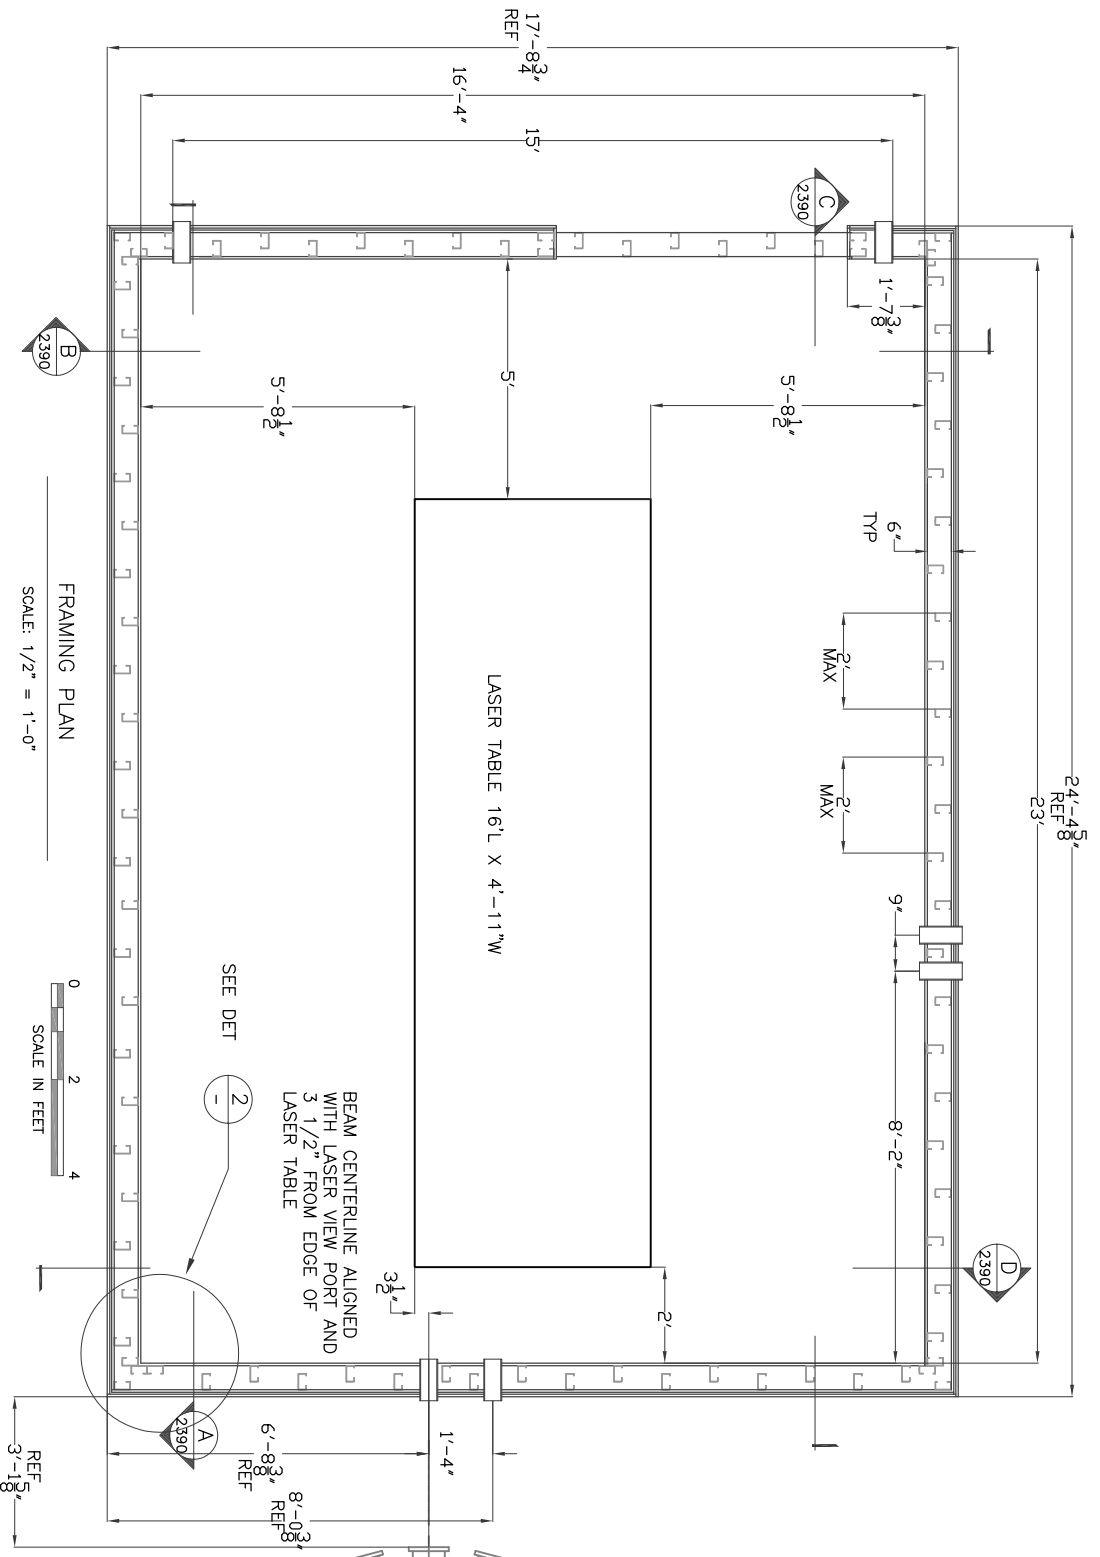 24'-4 5/8"
REF
23'
17'-8 3/4"
REF
16'-4"
15'
C
2390
1'-7 3/8"
B
2390
5'
5'-8 1/2"
5'-8 1/2"
6"
TYP
2'
MAX
2'
MAX
9"
8'-2"
D
2390
LASER TABLE 16'L X 4'-11"W
2'
3 1/2"
BEAM CENTERLINE ALIGNED
WITH LASER VIEW PORT AND
3 1/2" FROM EDGE OF
LASER TABLE
SEE DET
2
-
A
2390
1'-4"
6'-8 3/8"
REF
8'-0 3/8"
REF
REF
3'-1 5/8"
FRAMING PLAN
SCALE: 1/2" = 1'-0"
0
2
4
SCALE IN FEET